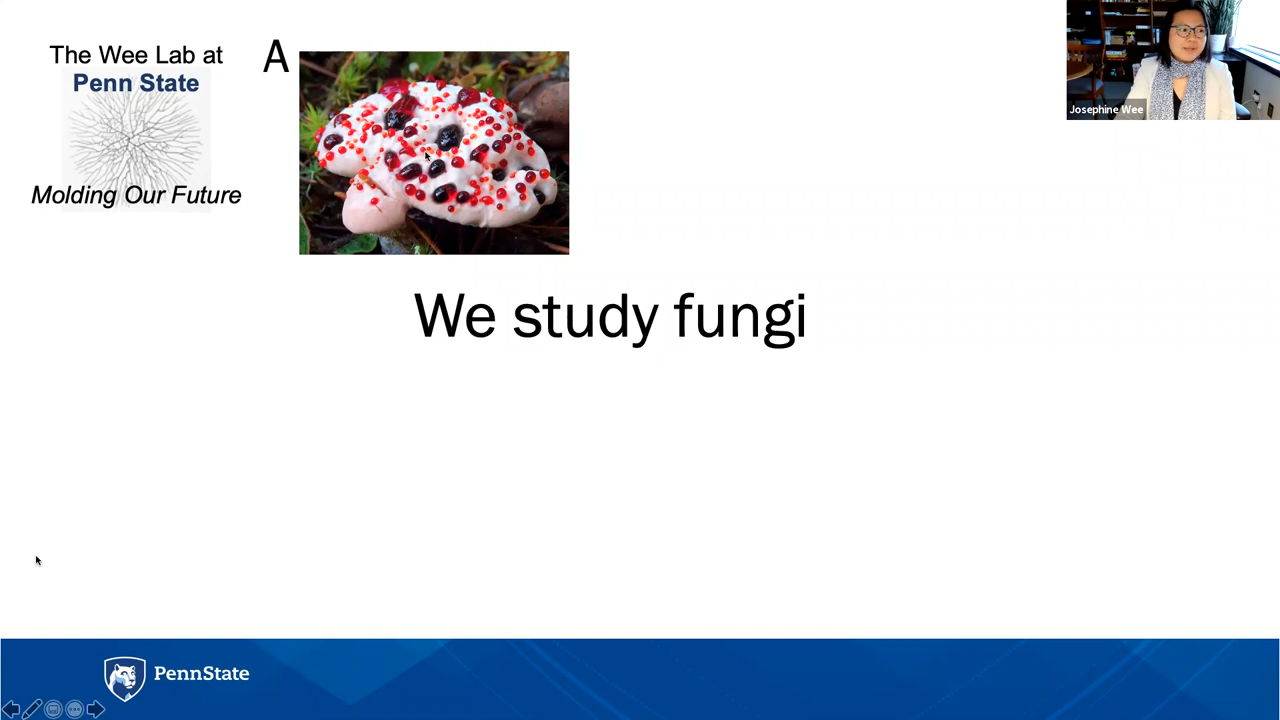 The Wee Lab at
Penn State
Molding Our Future
A
Josephine Wee
We study fungi
PennState